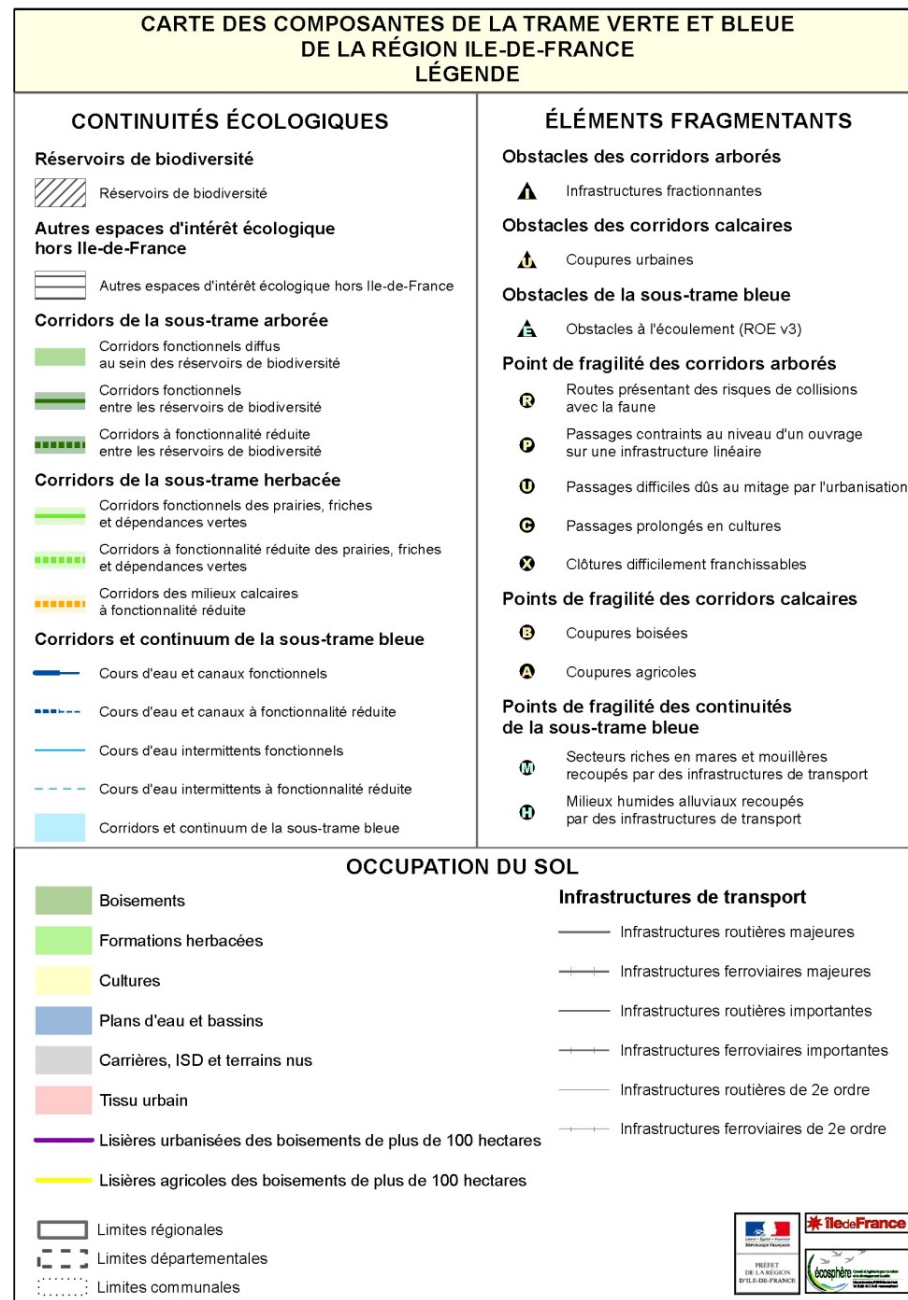 CARTE DES COMPOSANTES DE LA TRAME VERTE ET BLEUE
DE LA RÉGION ILE-DE-FRANCE
LÉGENDE
CONTINUITÉS ÉCOLOGIQUES
Réservoirs de biodiversité
Réservoirs de biodiversité
Autres espaces d'intérêt écologique
hors Ile-de-France
Autres espaces d'intérêt écologique hors Ile-de-France
Corridors de la sous-trame arborée
Corridors fonctionnels diffus
au sein des réservoirs de biodiversité
Corridors fonctionnels
entre les réservoirs de biodiversité
Corridors à fonctionnalité réduite
entre les réservoirs de biodiversité
Corridors de la sous-trame herbacée
Corridors fonctionnels des prairies, friches
et dépendances vertes
Corridors à fonctionnalité réduite des prairies, friches
et dépendances vertes
Corridors des milieux calcaires
à fonctionnalité réduite
Corridors et continuum de la sous-trame bleue
Cours d'eau et canaux fonctionnels
Cours d'eau et canaux à fonctionnalité réduite
Cours d'eau intermittents fonctionnels
Cours d'eau intermittents à fonctionnalité réduite
Corridors et continuum de la sous-trame bleue
ÉLÉMENTS FRAGMENTANTS
Obstacles des corridors arborés
I Infrastructures fractionnantes
Obstacles des corridors calcaires
U Coupures urbaines
Obstacles de la sous-trame bleue
E Obstacles à l'écoulement (ROE v3)
Point de fragilité des corridors arborés
R Routes présentant des risques de collisions
avec la faune
P Passages contraints au niveau d'un ouvrage
sur une infrastructure linéaire
U Passages difficiles dûs au mitage par l'urbanisation
C Passages prolongés en cultures
X Clôtures difficilement franchissables
Points de fragilité des corridors calcaires
B Coupures boisées
A Coupures agricoles
Points de fragilité des continuités
de la sous-trame bleue
M Secteurs riches en mares et mouillères
recoupés par des infrastructures de transport
H Milieux humides alluviaux recoupés
par des infrastructures de transport
OCCUPATION DU SOL
Boisements
Formations herbacées
Cultures
Plans d'eau et bassins
Carrières, ISD et terrains nus
Tissu urbain
Lisières urbanisées des boisements de plus de 100 hectares
Lisières agricoles des boisements de plus de 100 hectares
Limites régionales
Limites départementales
Limites communales
Infrastructures de transport
Infrastructures routières majeures
Infrastructures ferroviaires majeures
Infrastructures routières importantes
Infrastructures ferroviaires importantes
Infrastructures routières de 2e ordre
Infrastructures ferroviaires de 2e ordre
PRÉFET
DE LA RÉGION
D'ILE-DE-FRANCE
îledeFrance
écosphère